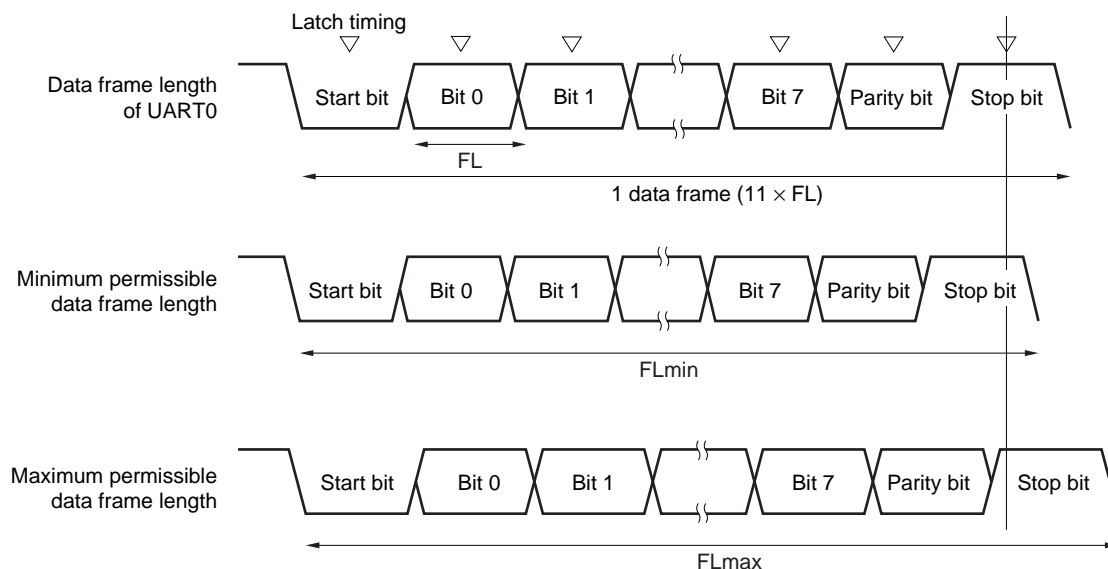 Latch timing
Data frame length
of UART0
Start bit
Bit 0
Bit 1
Bit 7
Parity bit
Stop bit
FL
1 data frame (11 × FL)
Minimum permissible
data frame length
Start bit
Bit 0
Bit 1
Bit 7
Parity bit
Stop bit
FLmin
Maximum permissible
data frame length
Start bit
Bit 0
Bit 1
Bit 7
Parity bit
Stop bit
FLmax